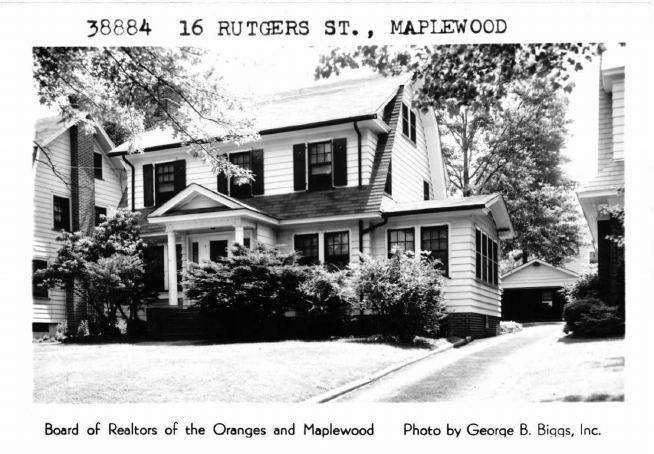 38884 16 RUTGERS ST., MAPLEWOOD
Board of Realtors of the Oranges and Maplewood Photo by George B. Biggs, Inc.